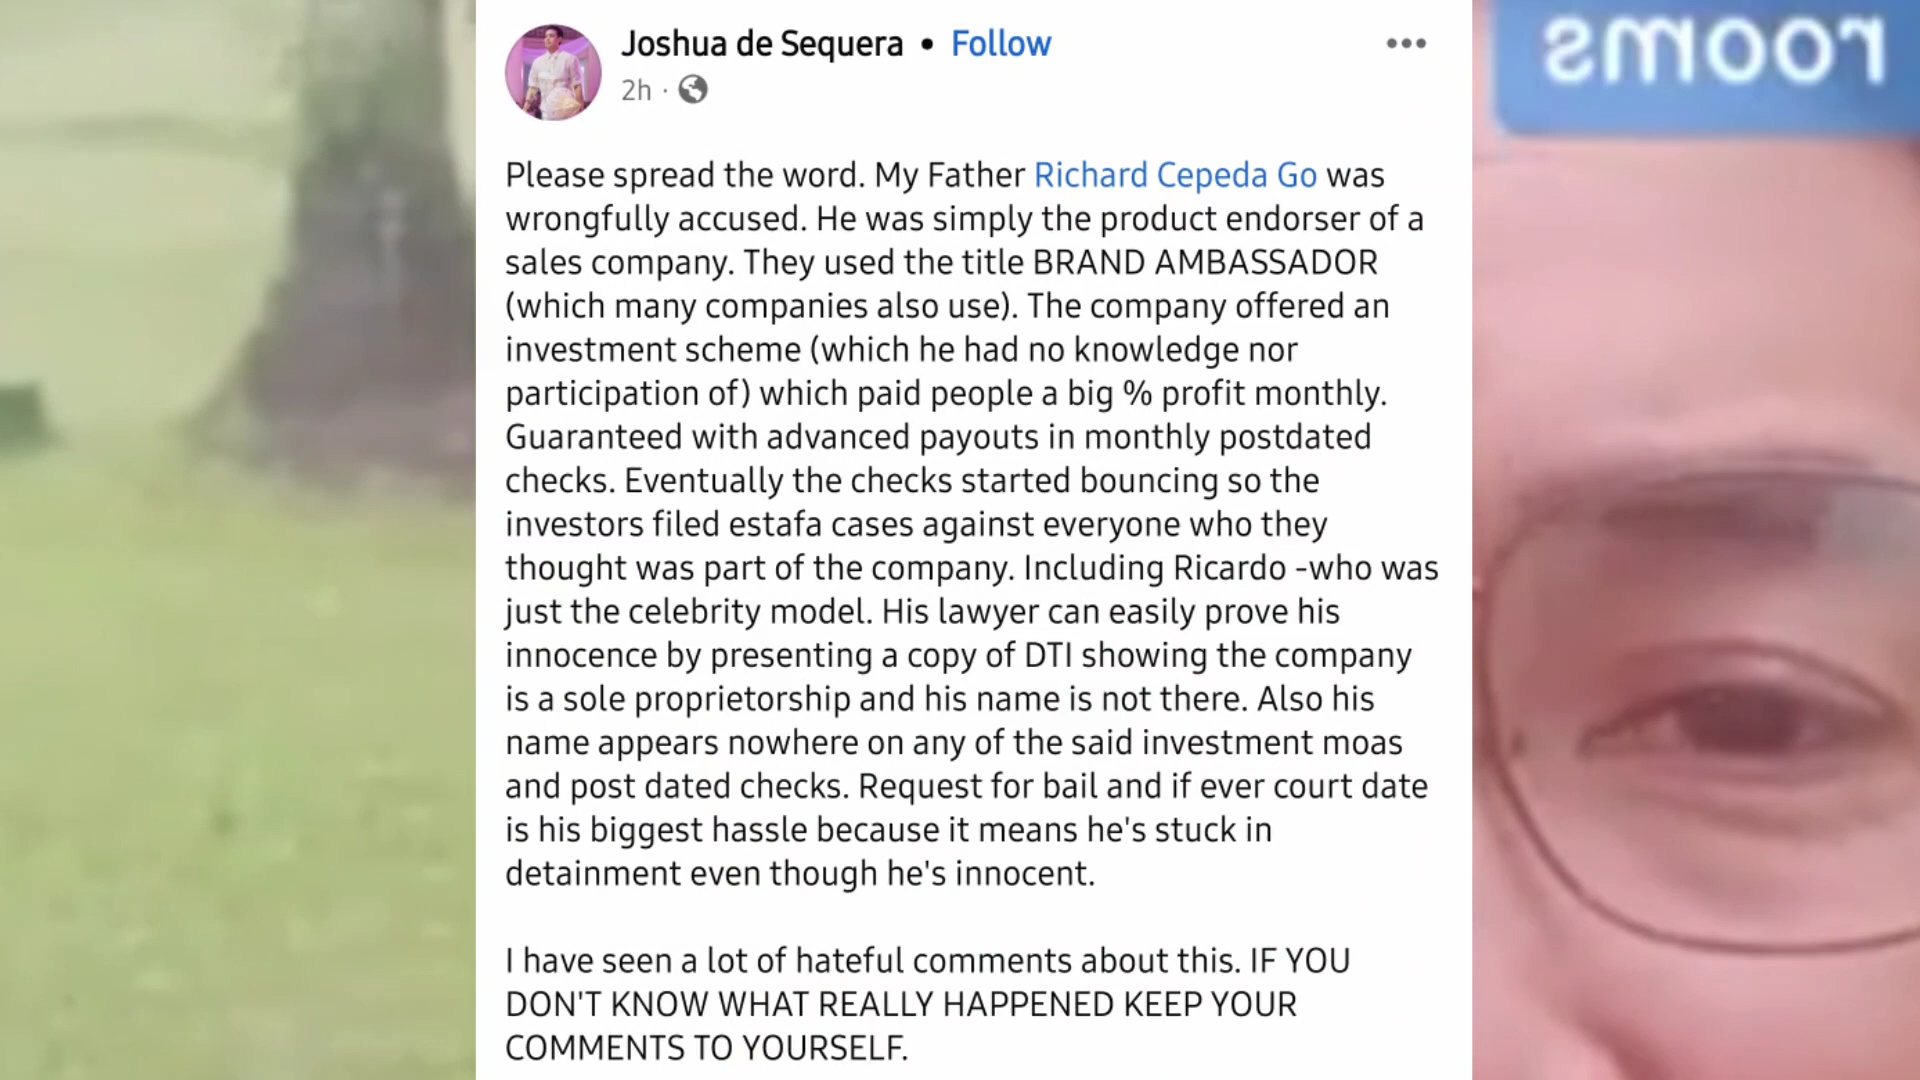 Joshua de Sequera • Follow
2h ·
Please spread the word. My Father Richard Cepeda Go was
wrongfully accused. He was simply the product endorser of a
sales company. They used the title BRAND AMBASSADOR
(which many companies also use). The company offered an
investment scheme (which he had no knowledge nor
participation of) which paid people a big % profit monthly.
Guaranteed with advanced payouts in monthly postdated
checks. Eventually the checks started bouncing so the
investors filed estafa cases against everyone who they
thought was part of the company. Including Ricardo -who was
just the celebrity model. His lawyer can easily prove his
innocence by presenting a copy of DTI showing the company
is a sole proprietorship and his name is not there. Also his
name appears nowhere on any of the said investment moas
and post dated checks. Request for bail and if ever court date
is his biggest hassle because it means he's stuck in
detainment even though he's innocent.
I have seen a lot of hateful comments about this. IF YOU
DON'T KNOW WHAT REALLY HAPPENED KEEP YOUR
COMMENTS TO YOURSELF.
rooms